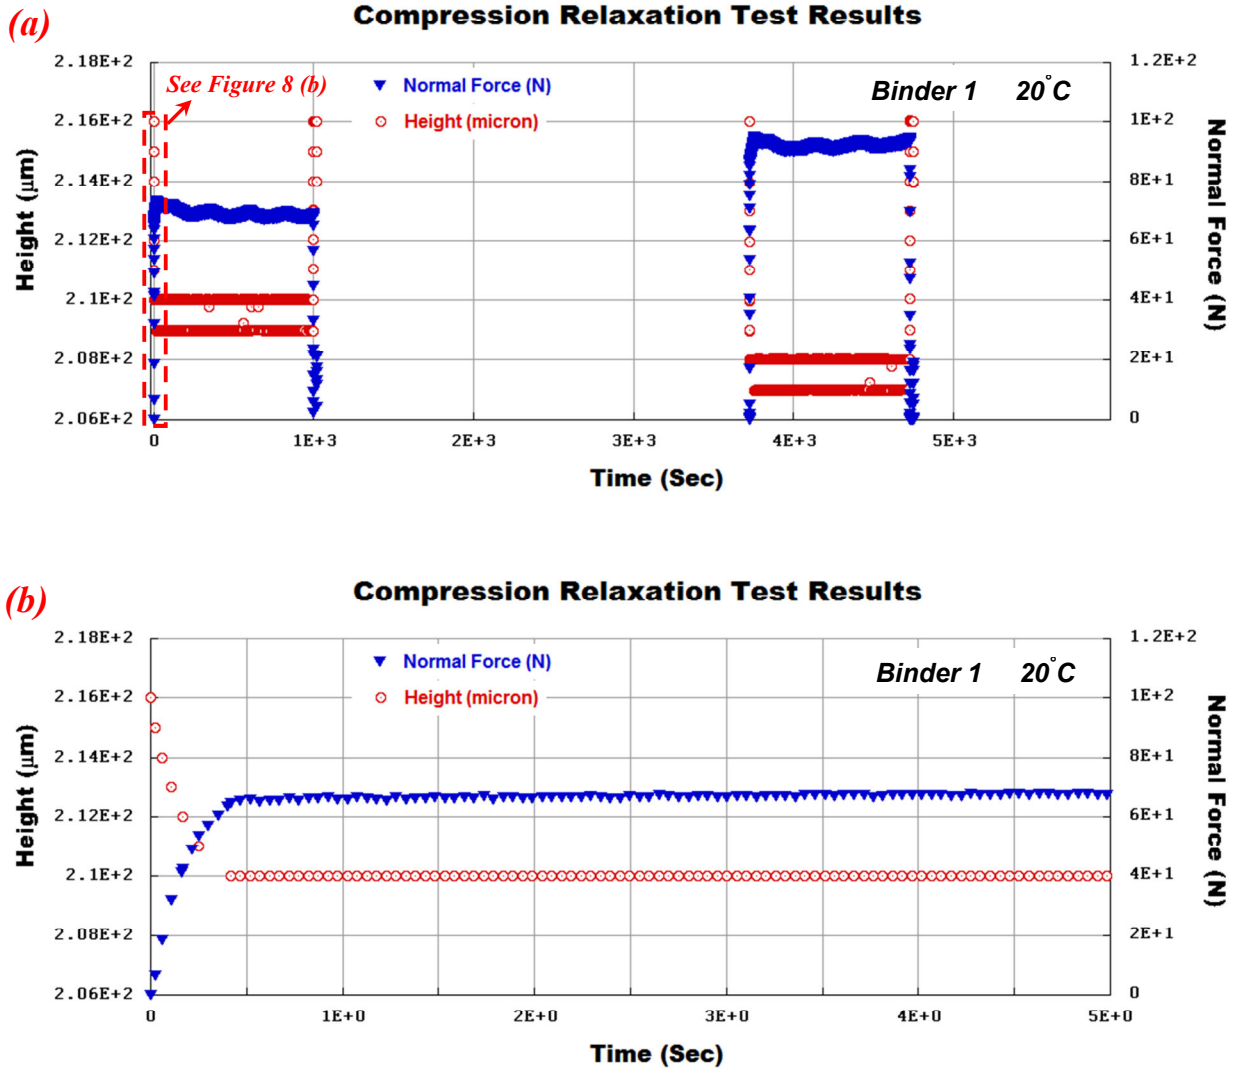 (a)
Compression Relaxation Test Results
2.18E+2
2.16E+2
2.14E+2
2.12E+2
2.1E+2
2.08E+2
2.06E+2
Height (μm)
See Figure 8 (b)
Normal Force (N)
Height (micron)
Binder 1 20°C
1.2E+2
1E+2
8E+1
6E+1
4E+1
2E+1
0
Normal Force (N)
0 1E+3 2E+3 3E+3 4E+3 5E+3
Time (Sec)
(b)
Compression Relaxation Test Results
2.18E+2
2.16E+2
2.14E+2
2.12E+2
2.1E+2
2.08E+2
2.06E+2
Height (μm)
Normal Force (N)
Height (micron)
Binder 1 20°C
1.2E+2
1E+2
8E+1
6E+1
4E+1
2E+1
0
Normal Force (N)
0 1E+0 2E+0 3E+0 4E+0 5E+0
Time (Sec)